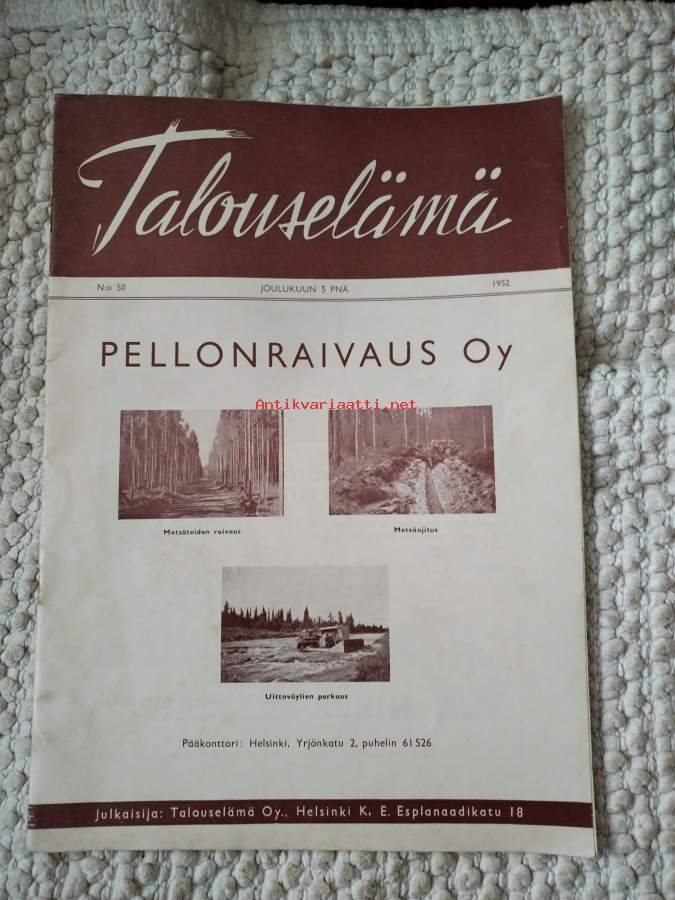 Talouselämä
N:o 50 JOULUKUUN 5 PNÄ 1952
PELLONRAIVAUS Oy
Antikvariaatti.net
Metsäteiden raivaus Metsäojitus
Uittoväylien perkaus
Pääkonttori: Helsinki, Yrjönkatu 2, puhelin 61 526
Julkaisija: Talouselämä Oy., Helsinki K, E. Esplanaadikatu 18